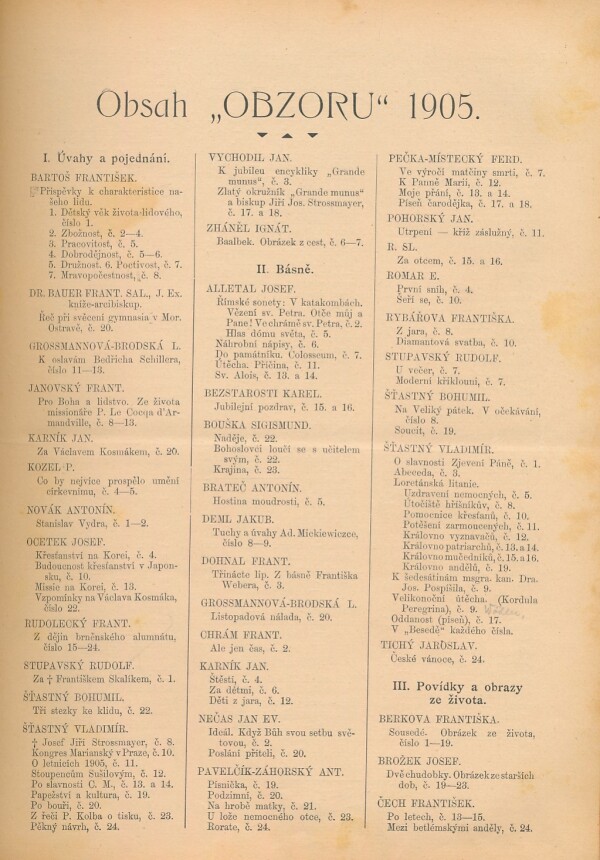 Obsah „OBZORU“ 1905.
I. Úvahy a pojednání.
BARTOŠ FRANTIŠEK.
Příspěvky k charakteristice na-
šeho lidu.
1. Dětský věk života lidového,
číslo 1.
2. Zbožnost, č. 2—4.
3. Pracovitost, č. 5.
4. Dobrodějnost, č. 5—6.
5. Družnost. 6. Poctivost, č. 7.
7. Mravopočestnost, č. 8.
DR. BAUER FRANT. SAL., J. Ex.
kníže-arcibiskup.
Řeč při svěcení gymnasia v Mor.
Ostravě, č. 20.
GROSSMANNOVÁ-BRODSKÁ L.
K oslavám Bedřicha Schillera,
číslo 11—13.
JANOVSKÝ FRANT.
Pro Boha a lidstvo. Ze života
missionáře P. Le Cocqa d'Ar-
mandville, č. 8—13.
KARNÍK JAN.
Za Václavem Kosmákem, č. 20.
KOZEL P.
Co by nejvíce prospělo umění
církevnímu, č. 4—5.
NOVÁK ANTONÍN.
Stanislav Vydra, č. 1—2.
OCETEK JOSEF.
Křesťanství na Korei, č. 4.
Budoucnost křesťanství v Japon-
sku, č. 10.
Missie na Korei, č. 13.
Vzpomínky na Václava Kosmáka,
číslo 22.
RUDOLECKÝ FRANT.
Z dějin brněnského alumnátu,
číslo 15—24.
STUPAVSKÝ RUDOLF.
Za † Františkem Skalíkem, č. 1.
ŠŤASTNÝ BOHUMIL.
Tři stezky ke klidu, č. 22.
ŠŤASTNÝ VLADIMÍR.
† Josef Jiří Strossmayer, č. 8.
Kongres Marianský v Praze, č. 10.
O letnicích 1905, č. 11.
Stoupencům Sušilovým, č. 12.
Po slavnosti C. M., č. 13. a 14.
Papežství a kultura, č. 19.
Po bouři, č. 20.
Z řeči P. Kolba o tisku, č. 23.
Pěkný návrh, č. 24.
VYCHODIL JAN.
K jubileu encykliky „Grande
munus“, č. 3.
Zlatý okružník „Grande munus“
a biskup Jiří Jos. Strossmayer,
č. 17. a 18.
ZHÁNĚL IGNÁT.
Baalbek. Obrázek z cest, č. 6—7.
II. Básně.
ALLETAL JOSEF.
Římské sonety: V katakombách.
Vězení sv. Petra. Otče můj a
Pane! Ve chrámě sv. Petra, č. 2.
Hlas dómu světa, č. 5.
Náhrobní nápisy, č. 6.
Do památníku. Colosseum, č. 7.
Útěcha. Příčina, č. 11.
Sv. Alois, č. 13. a 14.
BEZSTAROSTI KAREL.
Jubilejní pozdrav, č. 15. a 16.
BOUŠKA SIGISMUND.
Naděje, č. 22.
Bohoslovci loučí se s učitelem
svým, č. 22.
Krajina, č. 23.
BRATEČ ANTONÍN.
Hostina moudrosti, č. 5.
DEML JAKUB.
Tuchy a úvahy Ad. Mickiewicze,
číslo 8—9.
DOHNAL FRANT.
Třináctė líp. Z básně Františka
Webera, č. 3.
GROSSMANNOVÁ-BRODSKÁ L.
Listopadová nálada, č. 20.
CHRÁM FRANT.
Ale jen čas, č. 2.
KARNÍK JAN.
Štěstí, č. 4.
Za dětmi, č. 6.
Děti z jara, č. 12.
NEČAS JAN EV.
Ideál. Když Bůh svou setbu svě-
tovou, č. 2.
Poslání příteli, č. 20.
PAVELČÍK-ZÁHORSKÝ ANT.
Písnička, č. 19.
Podzimní, č. 20.
Na hrobě matky, č. 21.
U lože nemocného otce, č. 23.
Rorate, č. 24.
PEČKA-MÍSTECKÝ FERD.
Ve výročí matčiny smrti, č. 7.
K Panně Marii, č. 12.
Moje přání, č. 13. a 14.
Píseň čarodějka, č. 17. a 18.
POHORSKÝ JAN.
Utrpení — kříž záslužný, č. 11.
R. SL.
Za otcem, č. 15. a 16.
ROMAR E.
První sníh, č. 4.
Šeří se, č. 10.
RYBÁŘOVA FRANTIŠKA.
Z jara, č. 8.
Diamantová svatba, č. 10.
STUPAVSKÝ RUDOLF.
U večer, č. 7.
Moderní křiklouni, č. 7.
ŠŤASTNÝ BOHUMIL.
Na Veliký pátek. V očekávání,
číslo 8.
Soucit, č. 19.
ŠŤASTNÝ VLADIMÍR.
O slavnosti Zjevení Páně, č. 1.
Abeceda, č. 3.
Loretánská litanie.
Uzdravení nemocných, č. 5.
Útočiště hříšníkův, č. 8.
Pomocnice křesťanů, č. 10.
Potěšení zarmoucených, č. 11.
Královno vyznavačů, č. 12.
Královno patriarchů, č. 13. a 14.
Královno mučedníků, č. 15. a 16.
Královno andělů, č. 19.
K šedesátinám msgra. kan. Dra.
Jos. Pospíšila, č. 9.
Velikonoční útěcha. (Kordula
Peregrina), č. 9.
Oddanost (píseň), č. 17.
V „Besedě“ každého čísla.
TICHÝ JAROSLAV.
České vánoce, č. 24.
III. Povídky a obrazy
ze života.
BERKOVA FRANTIŠKA.
Sousedé. Obrázek ze života,
číslo 1—19.
BROŽEK JOSEF.
Dvě chudobky. Obrázek ze starších
dob, č. 19—23.
ČECH FRANTIŠEK.
Po letech, č. 13—15.
Mezi betlémskými anděly, č. 24.